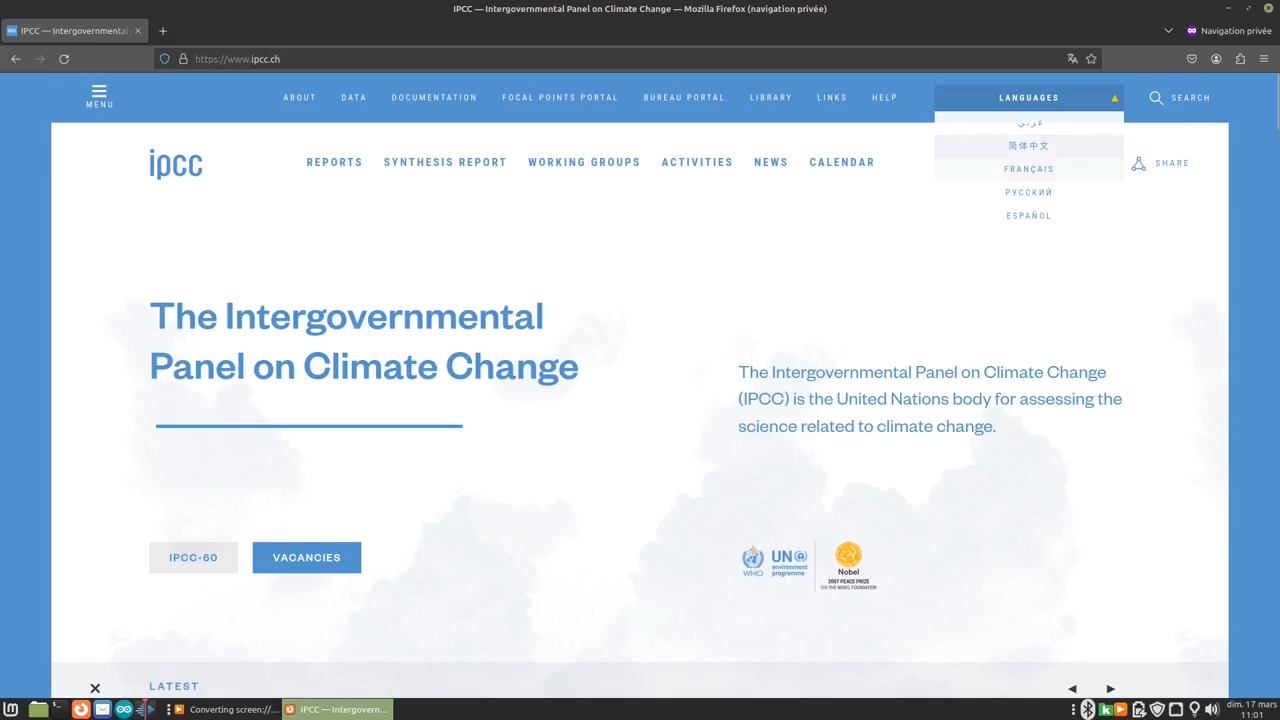 IPCC — Intergovernmental Panel on Climate Change — Mozilla Firefox (navigation privée)
IPCC — Intergovernmental
Navigation privée
https://www.ipcc.ch
MENU
ABOUT
DATA
DOCUMENTATION
FOCAL POINTS PORTAL
BUREAU PORTAL
LIBRARY
LINKS
HELP
LANGUAGES
SEARCH
عربي
简体中文
FRANÇAIS
РУССКИЙ
ESPAÑOL
ipcc
REPORTS
SYNTHESIS REPORT
WORKING GROUPS
ACTIVITIES
NEWS
CALENDAR
SHARE
The Intergovernmental
Panel on Climate Change
The Intergovernmental Panel on Climate Change
(IPCC) is the United Nations body for assessing the
science related to climate change.
IPCC-60
VACANCIES
WMO
UN
environment
programme
Nobel
2007 PEACE PRIZE
©® THE NOBEL FOUNDATION
LATEST
Converting screen://...
IPCC — Intergovern...
dim. 17 mars
11:01